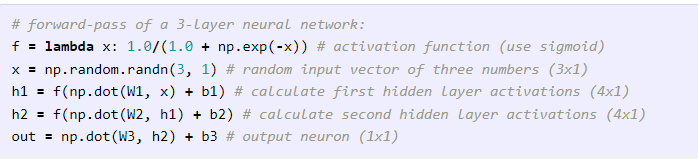 # forward-pass of a 3-layer neural network:
f = lambda x: 1.0/(1.0 + np.exp(-x)) # activation function (use sigmoid)
x = np.random.randn(3, 1) # random input vector of three numbers (3x1)
h1 = f(np.dot(W1, x) + b1) # calculate first hidden layer activations (4x1)
h2 = f(np.dot(W2, h1) + b2) # calculate second hidden layer activations (4x1)
out = np.dot(W3, h2) + b3 # output neuron (1x1)